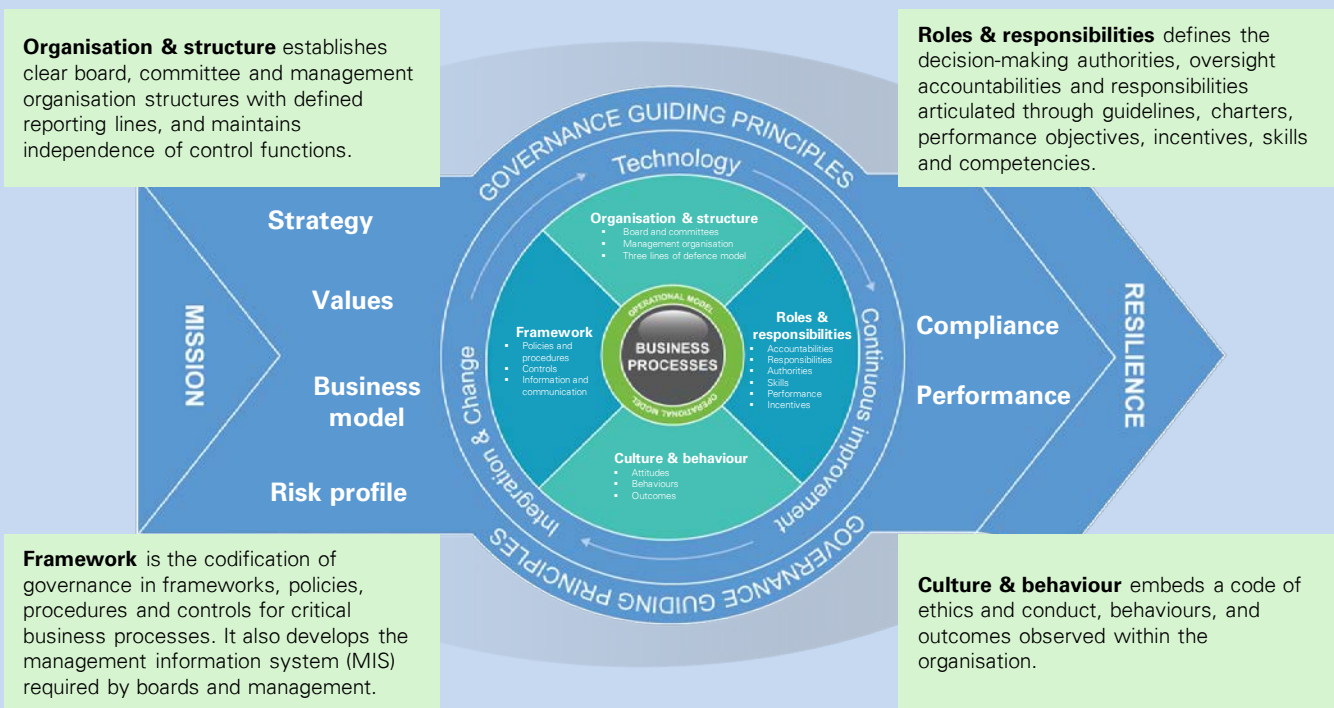 Organisation & structure establishes
clear board, committee and management
organisation structures with defined
reporting lines, and maintains
independence of control functions.
Roles & responsibilities defines the
decision-making authorities, oversight
accountabilities and responsibilities
articulated through guidelines, charters,
performance objectives, incentives, skills
and competencies.
GOVERNANCE GUIDING PRINCIPLES
Technology
MISSION
Strategy
Values
Business
model
Risk profile
Organisation & structure
▪ Board and committees
▪ Management organisation
▪ Three lines of defence model
Framework
▪ Policies and
procedures
▪ Controls
▪ Information and
communication
OPERATIONAL MODEL
BUSINESS
PROCESSES
OPERATIONAL MODEL
Roles &
responsibilities
▪ Accountabilities
▪ Responsibilities
▪ Authorities
▪ Skills
▪ Performance
▪ Incentives
Culture & behaviour
▪ Attitudes
▪ Behaviours
▪ Outcomes
Integration & Change
Continuous improvement
GOVERNANCE GUIDING PRINCIPLES
Compliance
Performance
RESILIENCE
Framework is the codification of
governance in frameworks, policies,
procedures and controls for critical
business processes. It also develops the
management information system (MIS)
required by boards and management.
Culture & behaviour embeds a code of
ethics and conduct, behaviours, and
outcomes observed within the
organisation.